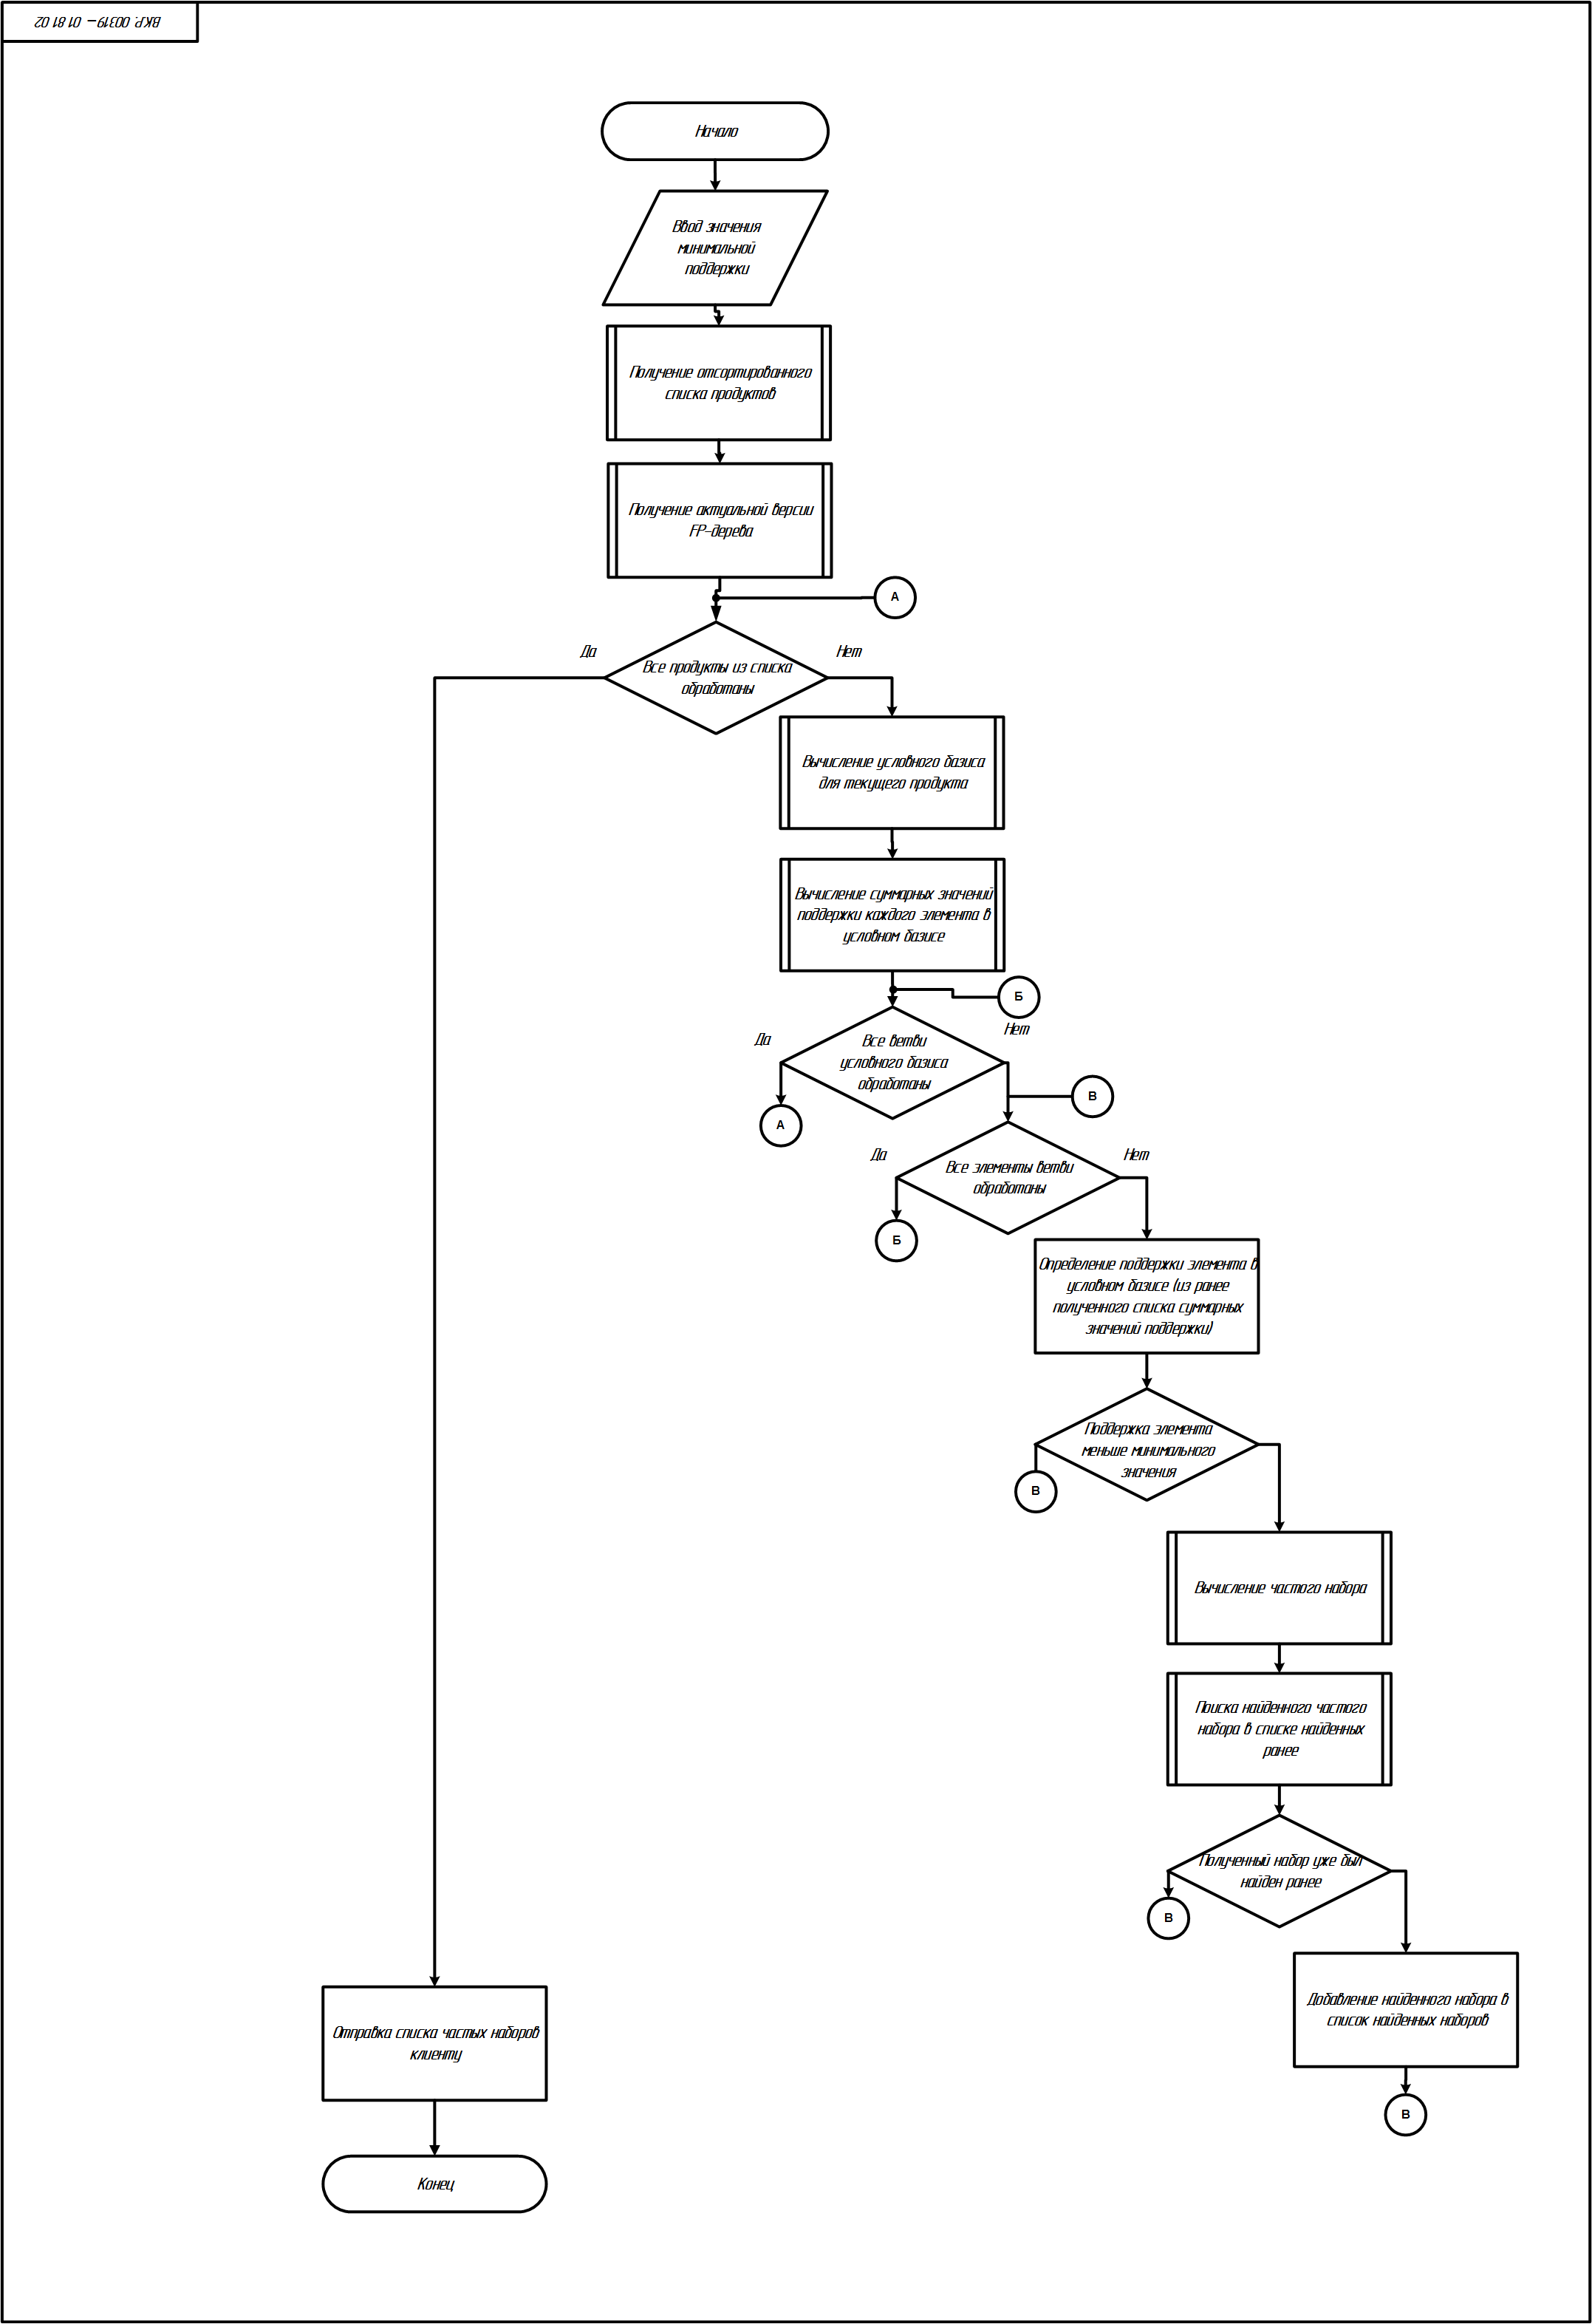 ВКР. 00319– 01 81 02
Начало
Ввод значения
минимальной
поддержки
Получение отсортированного
списка продуктов
Получение актуальной версии
FP-дерева
А
Да
Нет
Все продукты из списка
обработаны
Вычисление условного базиса
для текущего продукта
Вычисление суммарных значений
поддержки каждого элемента в
условном базисе
Б
Да
Нет
Все ветви
условного базиса
обработаны
В
А
Да
Нет
Все элементы ветви
обработаны
Б
Определение поддержки элемента в
условном базисе (из ранее
полученного списка суммарных
значений поддержки)
Поддержка элемента
меньше минимального
значения
В
Вычисление частого набора
Поиска найденного частого
набора в списке найденных
ранее
Полученный набор уже был
найден ранее
В
Добавление найденного набора в
список найденных наборов
Отправка списка частых наборов
клиенту
В
Конец